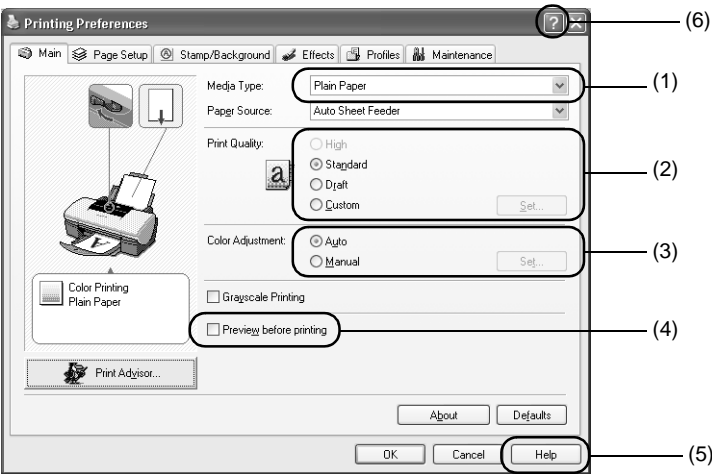 Printing Preferences
(6)
Main Page Setup Stamp/Background Effects Profiles Maintenance
Media Type: Plain Paper
(1)
Paper Source: Auto Sheet Feeder
Print Quality: High
Standard
(2)
a
Draft
Custom Set...
Color Adjustment: Auto
(3)
Manual Set...
Color Printing
Plain Paper
Grayscale Printing
Preview before printing
(4)
Print Advisor...
About Defaults
OK Cancel Help
(5)